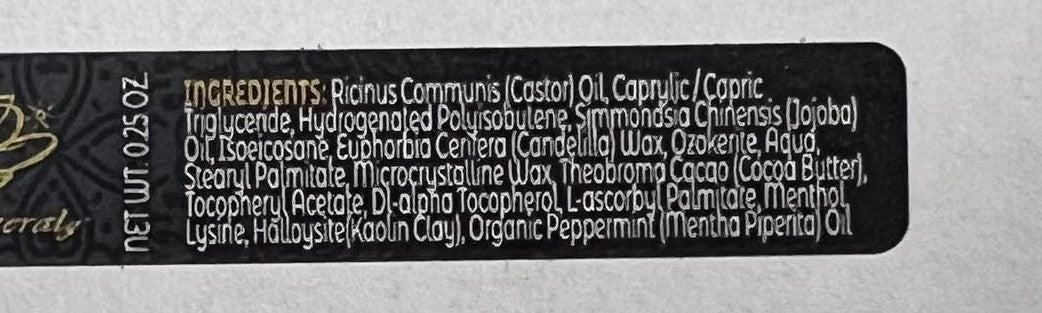 INGREDIENTS: Ricinus Communis (Castor) Oil, Caprylic / Capric
Triglyceride, Hydrogenated Polyisobutene, Simmondsia Chinensis (Jojoba)
Oil, Isoeicosane, Euphorbia Cerifera (Candelilla) Wax, Ozokerite, Aqua,
Stearyl Palmitate, Microcrystalline Wax, Theobroma Cacao (Cocoa Butter),
Tocopheryl Acetate, Dl-alpha Tocopherol, L-ascorbyl Palmitate, Menthol,
Lysine, Halloysite(Kaolin Clay), Organic Peppermint (Mentha Piperita) Oil
NET WT. 0.25 OZ